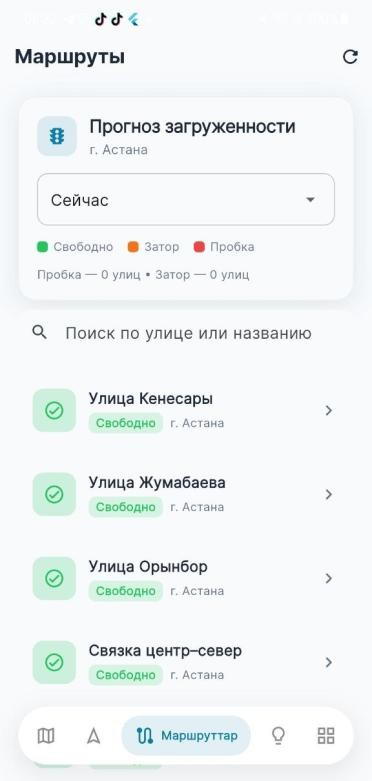 Маршруты
Прогноз загруженности
г. Астана
Сейчас
Свободно Затор Пробка
Пробка — 0 улиц • Затор — 0 улиц
Поиск по улице или названию
Улица Кенесары
Свободно г. Астана
Улица Жумабаева
Свободно г. Астана
Улица Орынбор
Свободно г. Астана
Связка центр–север
Свободно г. Астана
Маршруттар